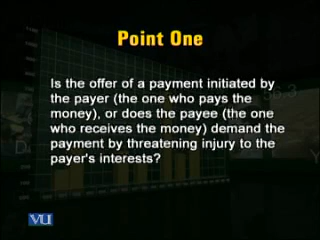 Point One
Is the offer of a payment initiated by
the payer (the one who pays the
money), or does the payee (the one
who receives the money) demand the
payment by threatening injury to the
payer's interests?
VU